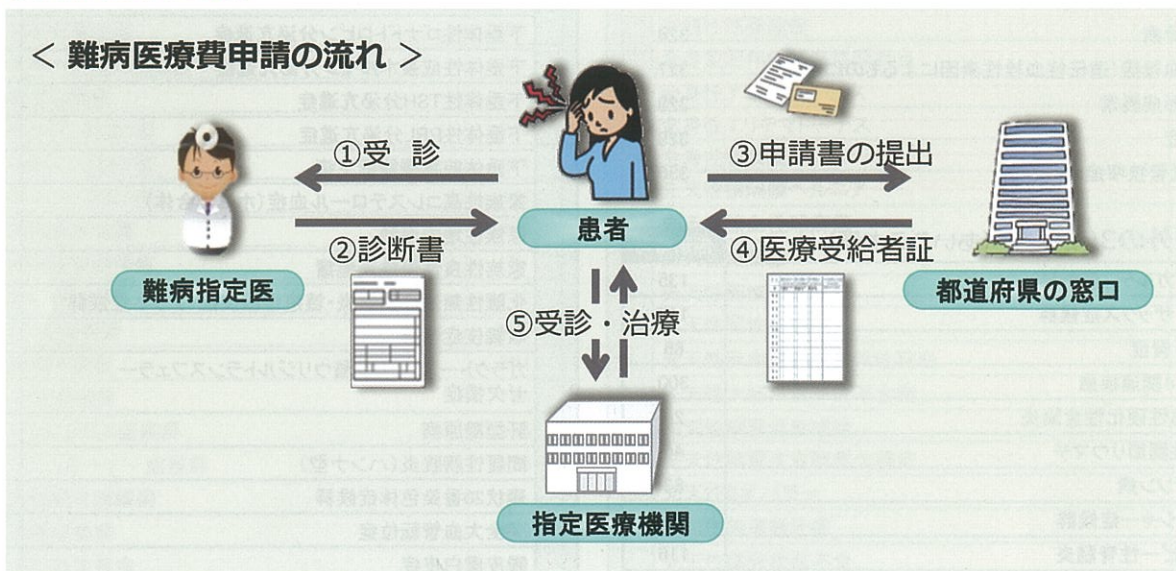 ＜ 難病医療費申請の流れ ＞
①受 診
③申請書の提出
②診断書
患者
④医療受給者証
難病指定医
都道府県の窓口
⑤受診・治療
指定医療機関